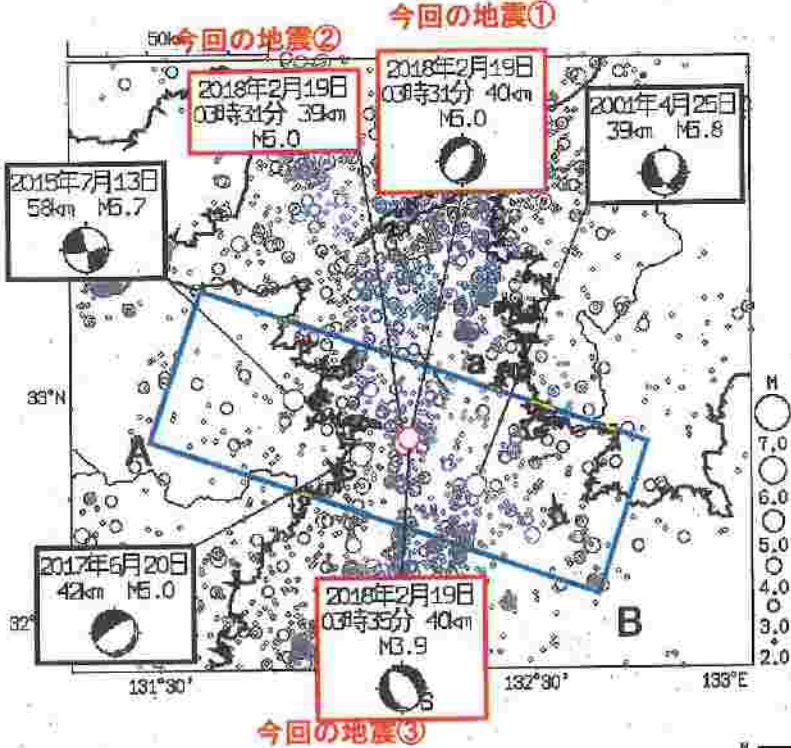 今回の地震①
50km
今回の地震②
2018年2月19日
03時31分 39km
M5.0
2018年2月19日
03時31分 40km
M5.0
2001年4月25日
39km M5.8
2015年7月13日
58km M5.7
a
33°N
A
M
7.0
6.0
5.0
4.0
3.0
2.0
2017年6月20日
42km M5.0
2018年2月19日
03時35分 40km
M3.9
S
B
32°
131°30'
132°30'
133°E
今回の地震③